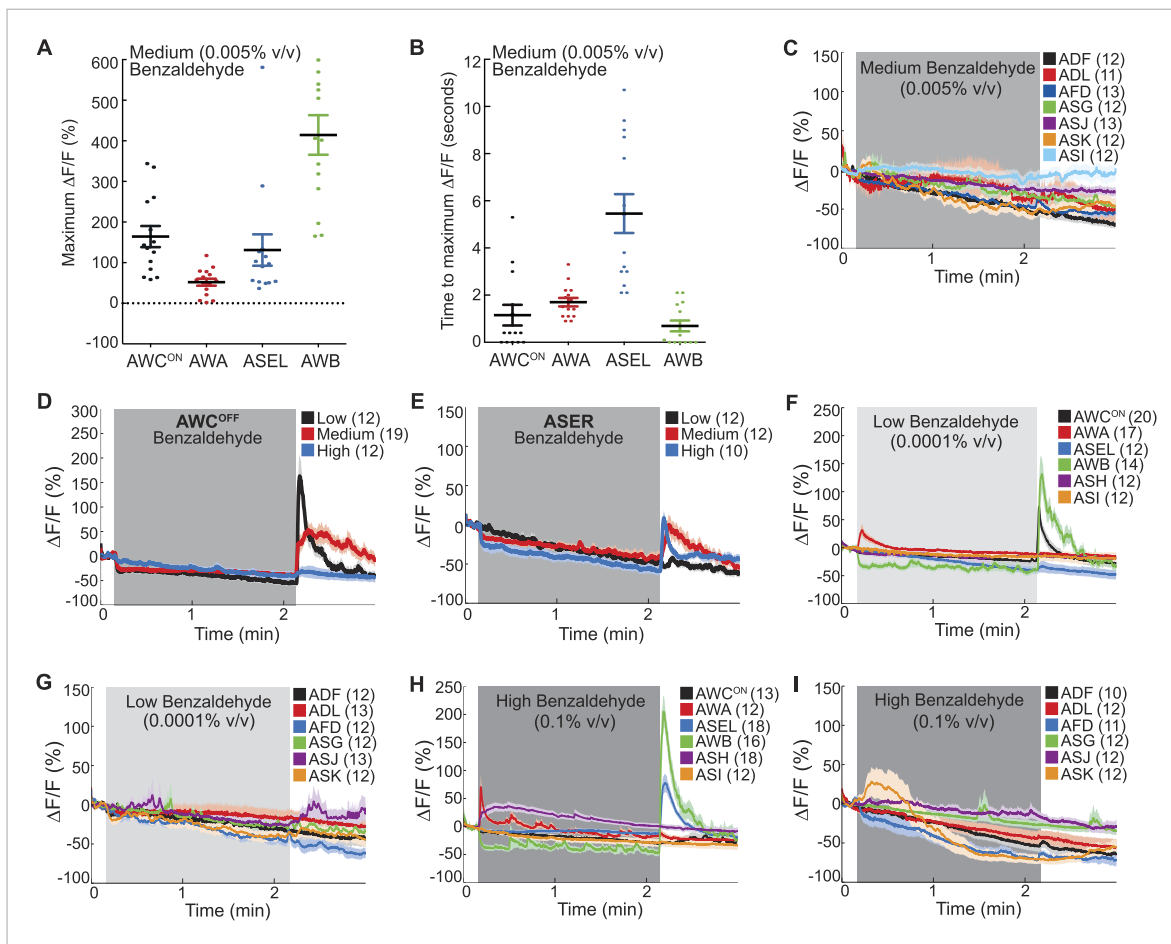 A
Medium (0.005% v/v)
Benzaldehyde
Maximum ΔF/F (%)
600
500
400
300
200
100
0
-100
AWCON
AWA
ASEL
AWB
B
Medium (0.005% v/v)
Benzaldehyde
Time to maximum ΔF/F (seconds)
12
10
8
6
4
2
0
AWCON
AWA
ASEL
AWB
C
Medium Benzaldehyde
(0.005% v/v)
ADF (12)
ADL (11)
AFD (13)
ASG (12)
ASJ (13)
ASK (12)
ASI (12)
ΔF/F (%)
150
100
50
0
-50
-100
0
1
2
Time (min)
D
AWCOFF
Benzaldehyde
Low (12)
Medium (19)
High (12)
ΔF/F (%)
300
250
200
150
100
50
0
-50
-100
0
1
2
Time (min)
E
ASER
Benzaldehyde
Low (12)
Medium (12)
High (10)
ΔF/F (%)
150
100
50
0
-50
-100
0
1
2
Time (min)
F
Low Benzaldehyde
(0.0001% v/v)
AWCON (20)
AWA (17)
ASEL (12)
AWB (14)
ASH (12)
ASI (12)
ΔF/F (%)
250
200
150
100
50
0
-50
-100
0
1
2
Time (min)
G
Low Benzaldehyde
(0.0001% v/v)
ADF (12)
ADL (13)
AFD (12)
ASG (12)
ASJ (13)
ASK (12)
ΔF/F (%)
150
100
50
0
-50
-100
0
1
2
Time (min)
H
High Benzaldehyde
(0.1% v/v)
AWCON (13)
AWA (12)
ASEL (18)
AWB (16)
ASH (18)
ASI (12)
ΔF/F (%)
250
200
150
100
50
0
-50
-100
0
1
2
Time (min)
I
High Benzaldehyde
(0.1% v/v)
ADF (10)
ADL (12)
AFD (11)
ASG (12)
ASJ (12)
ASK (12)
ΔF/F (%)
150
100
50
0
-50
-100
0
1
2
Time (min)